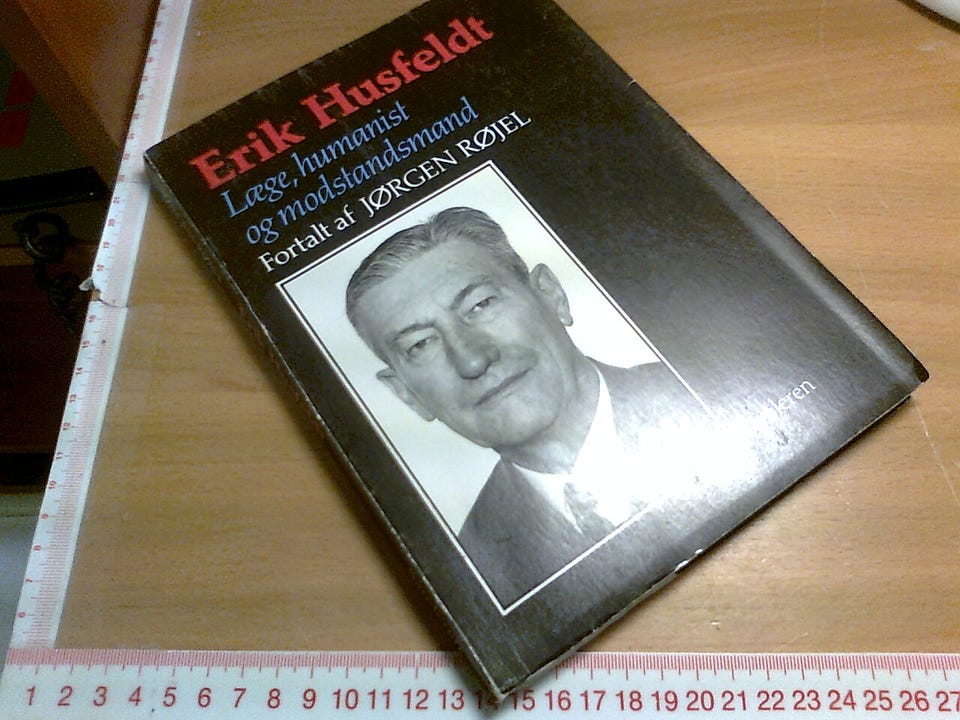 Erik Husfeldt
Læge, humanist
og modstandsmand
Fortalt af JØRGEN RØJEL
1 2 3 4 5 6 7 8 9 10 11 12 13 14 15 16 17 18 19 20 21 22 23 24 25 26 27